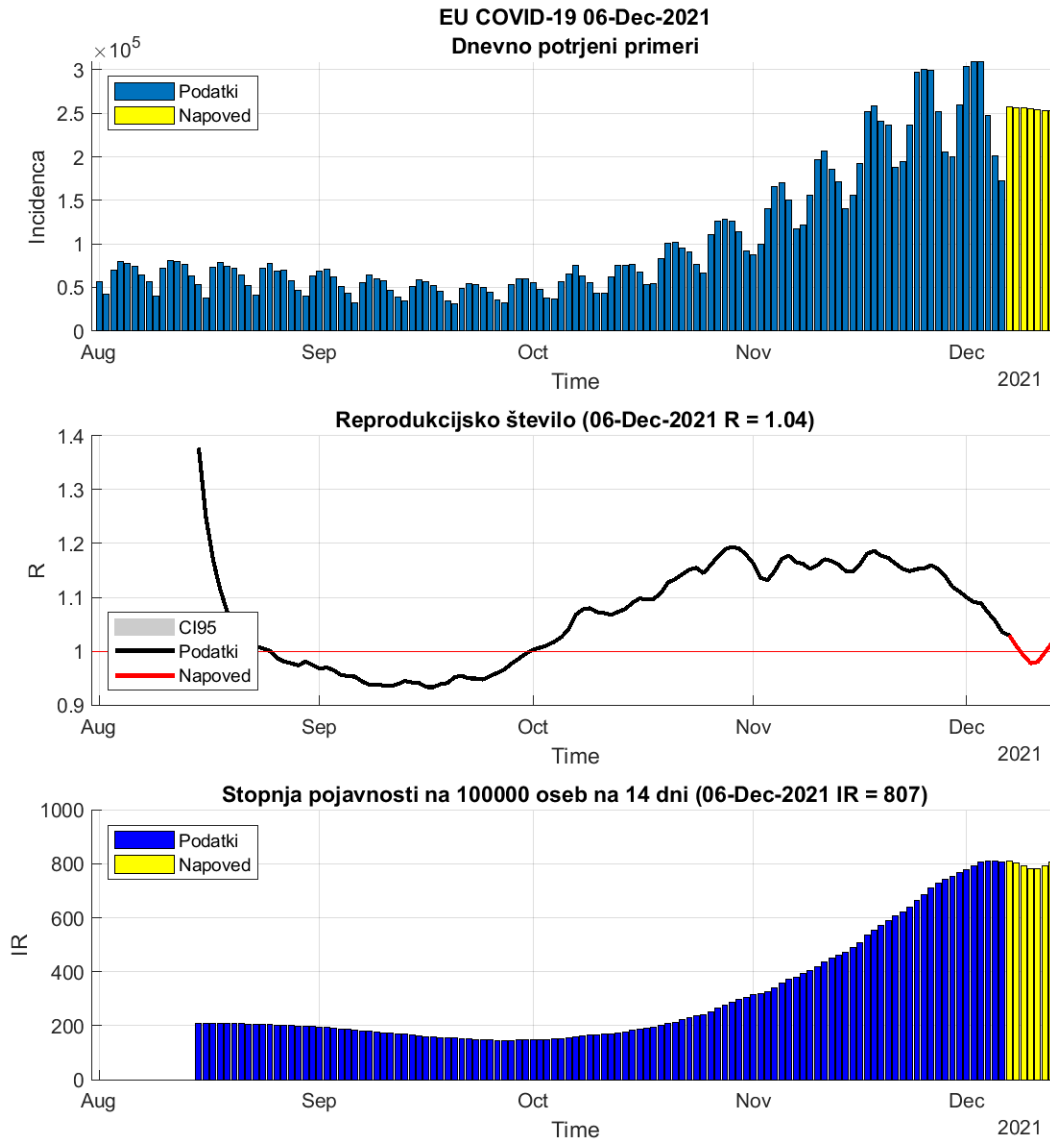 EU COVID-19 06-Dec-2021
Dnevno potrjeni primeri
×10^5
3
2.5
2
1.5
1
0.5
0
Incidenca
Podatki
Napoved
Aug Sep Oct Nov Dec
Time
2021
Reprodukcijsko število (06-Dec-2021 R = 1.04)
1.4
1.3
1.2
1.1
1
0.9
R
CI95
Podatki
Napoved
Aug Sep Oct Nov Dec
Time
2021
Stopnja pojavnosti na 100000 oseb na 14 dni (06-Dec-2021 IR = 807)
1000
800
600
400
200
0
IR
Podatki
Napoved
Aug Sep Oct Nov Dec
Time
2021